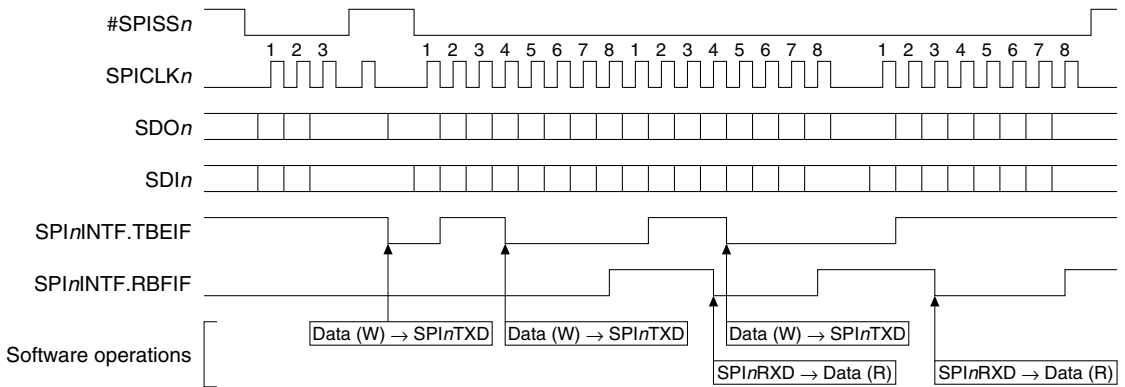 #SPISSn
1 2 3 1 2 3 4 5 6 7 8 1 2 3 4 5 6 7 8 1 2 3 4 5 6 7 8
SPICLKn
SDOn
SDIn
SPInINTF.TBEIF
SPInINTF.RBFIF
Data (W) → SPInTXD Data (W) → SPInTXD Data (W) → SPInTXD
Software operations
SPInRXD → Data (R) SPInRXD → Data (R)